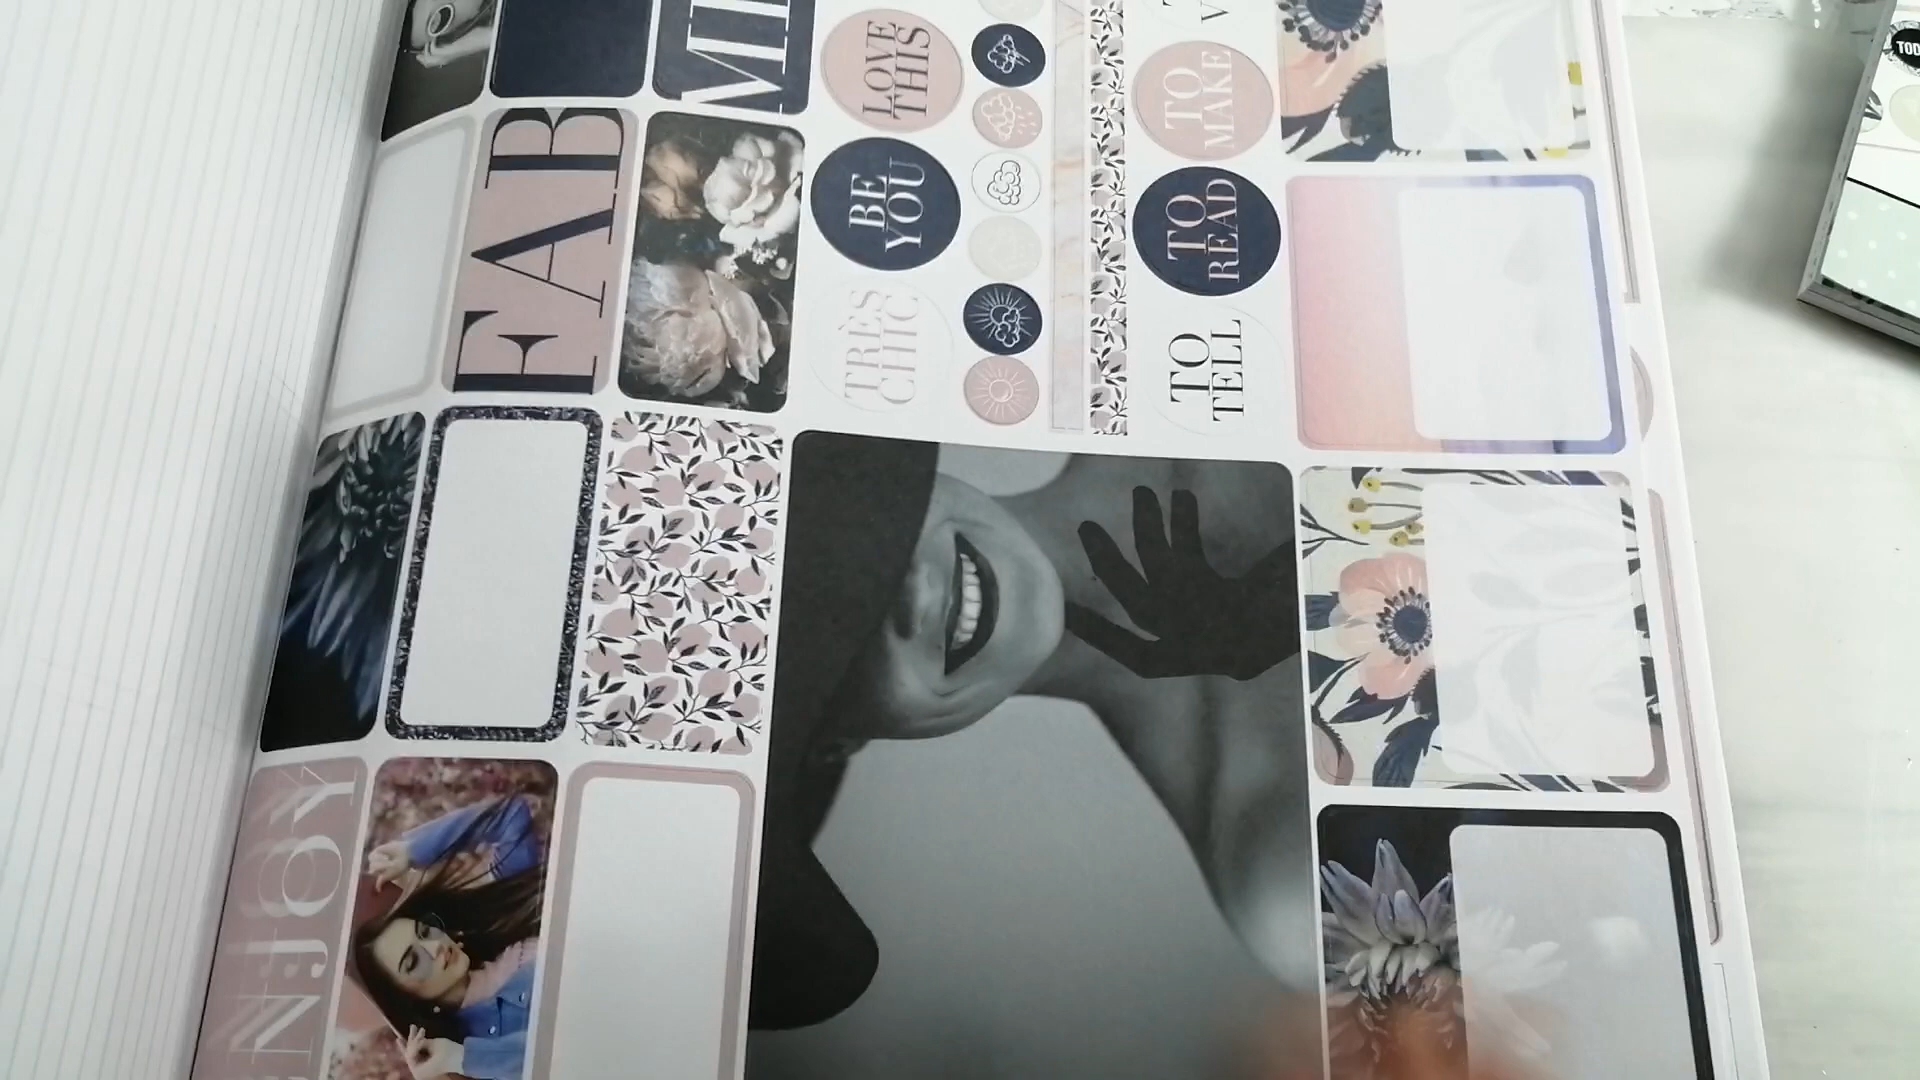 LOVE
THIS
BE
YOU
TRÈS
CHIC
FAB
TO
MAKE
TO
READ
TO
TELL
ENJOY